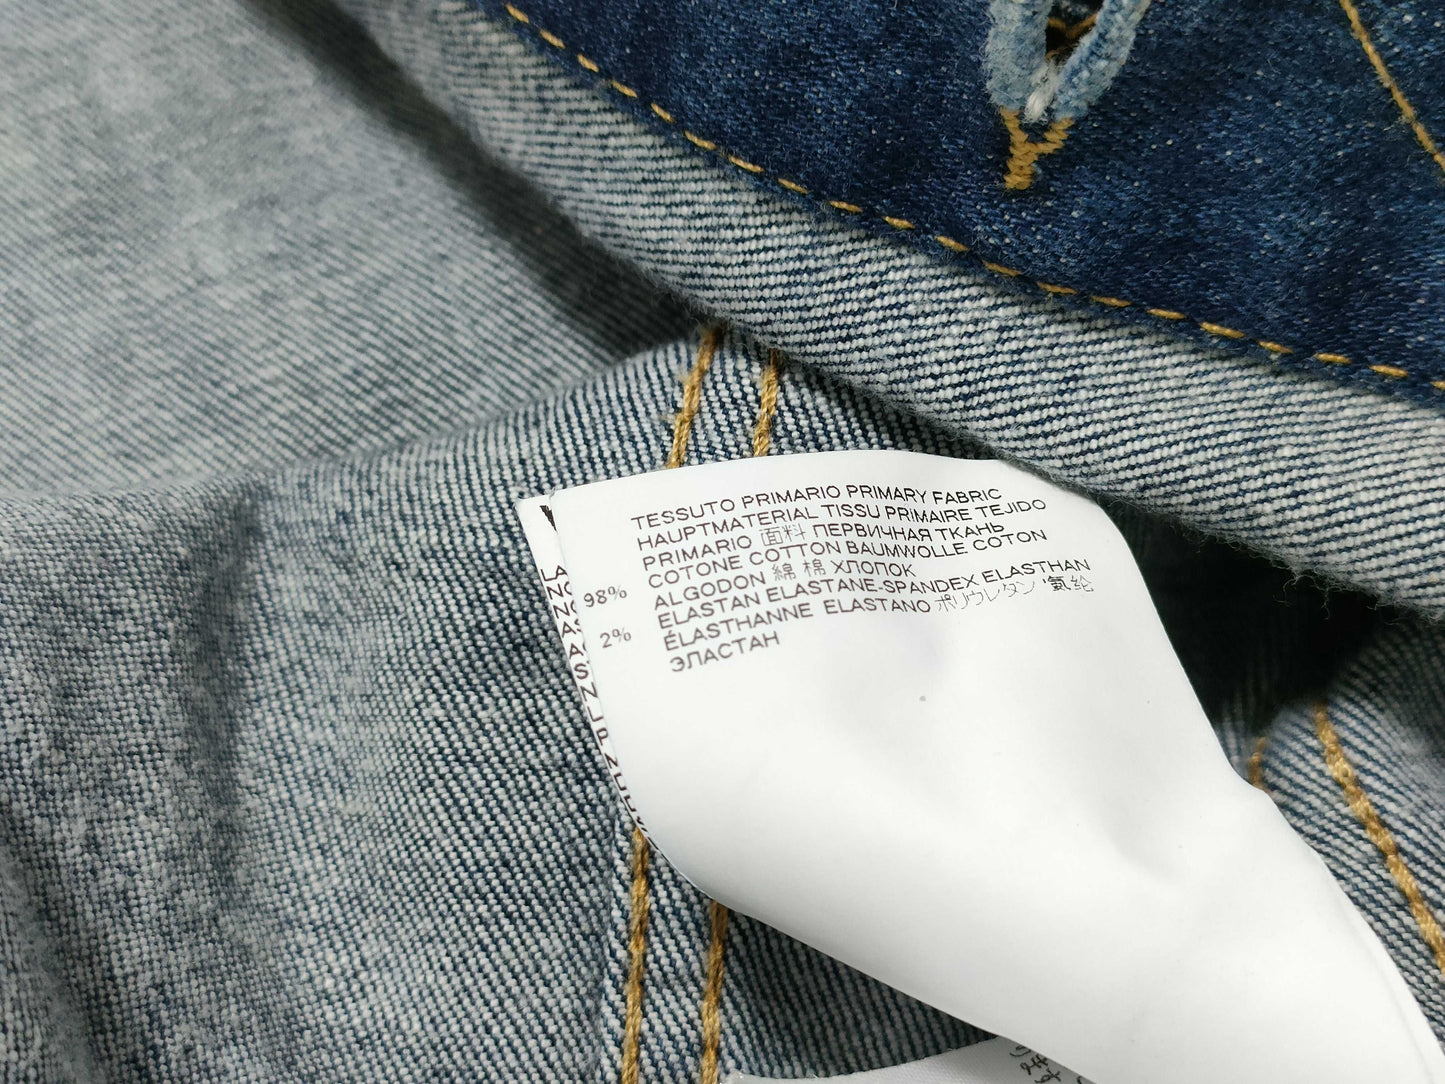 TESSUTO PRIMARIO PRIMARY FABRIC
HAUPTMATERIAL TISSU PRIMAIRE TEJIDO
PRIMARIO 面料 ПЕРВИЧНАЯ ТКАНЬ
COTONE COTTON BAUMWOLLE COTON
98% ALGODON 綿 棉 ХЛОПОК
ELASTAN ELASTANE-SPANDEX ELASTHAN
2% ÉLASTHANNE ELASTANO ポリウレタン 氨纶
ЭЛАСТАН